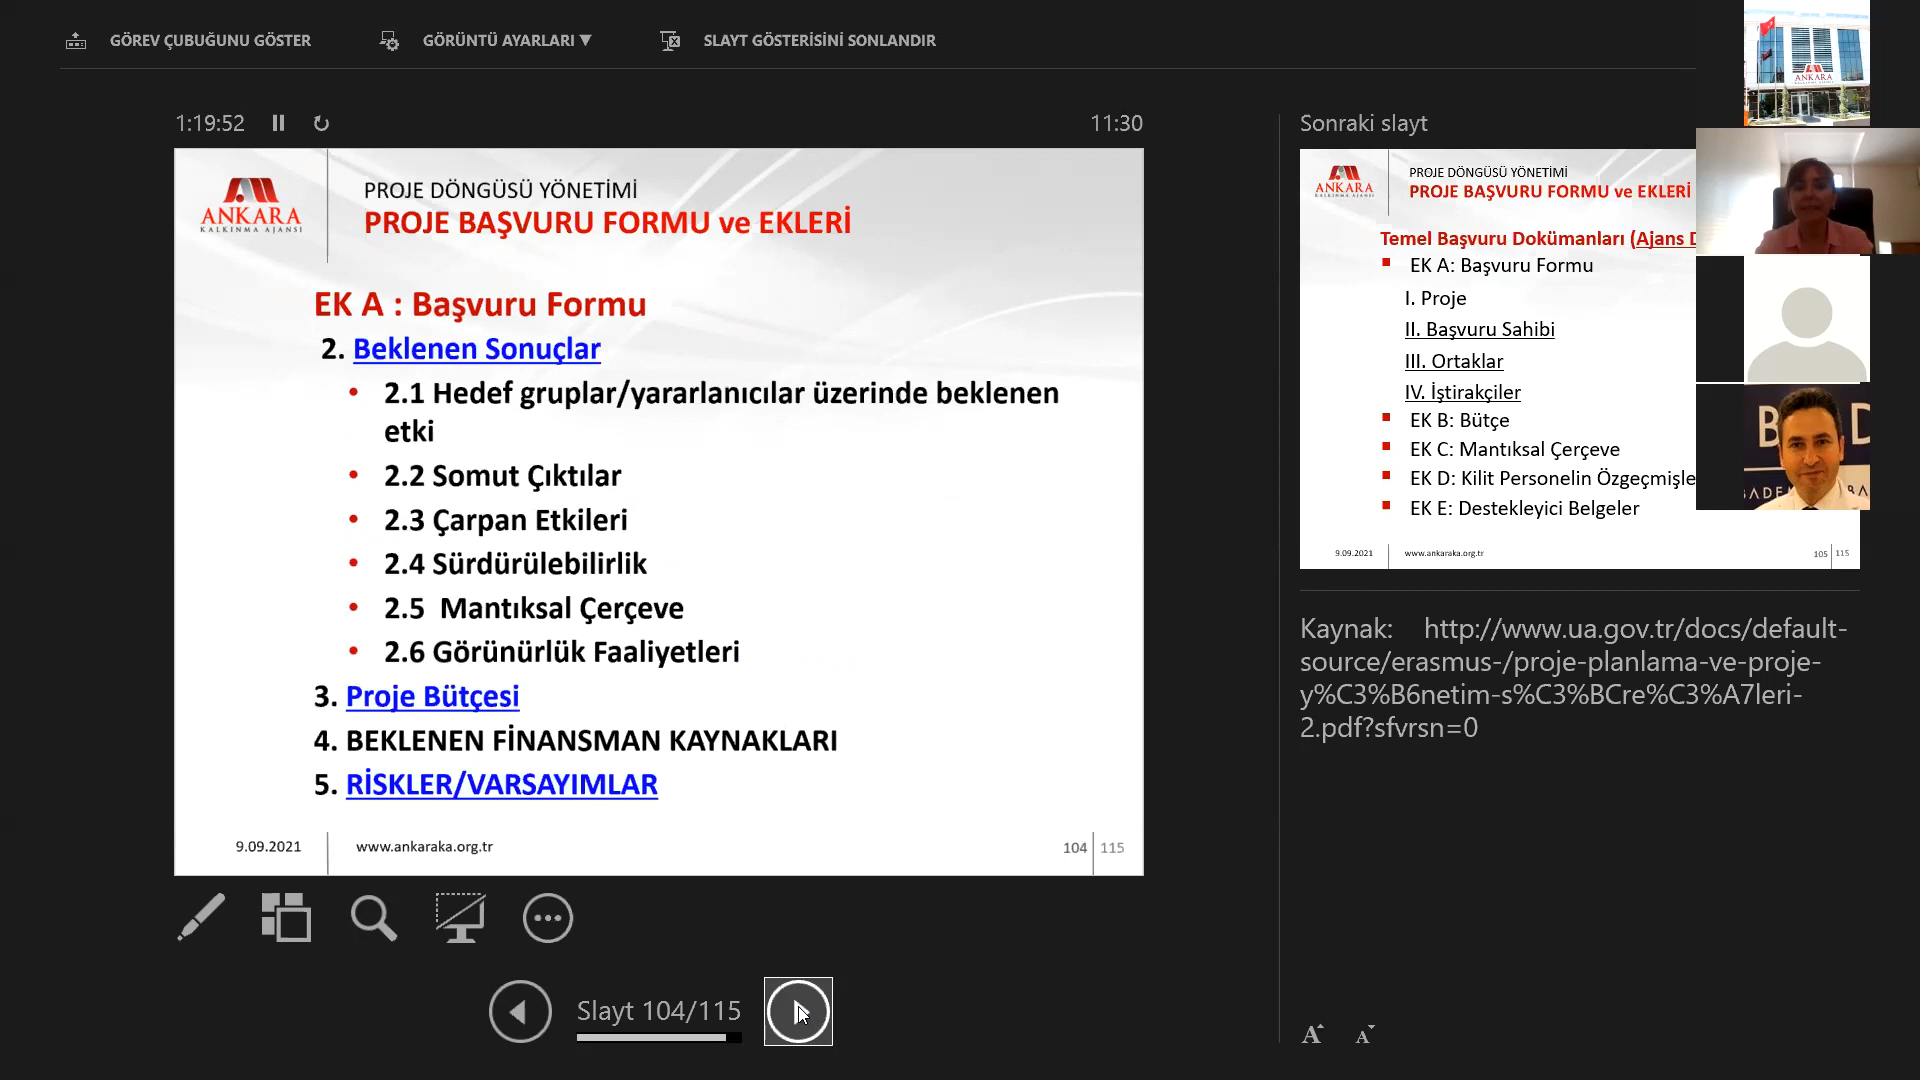 GÖREV ÇUBUĞUNU GÖSTER
GÖRÜNTÜ AYARLARI ▼
SLAYT GÖSTERİSİNİ SONLANDIR
1:19:52
11:30
ANKARA
KALKINMA AJANSI
PROJE DÖNGÜSÜ YÖNETİMİ
PROJE BAŞVURU FORMU ve EKLERİ
EK A : Başvuru Formu
2. Beklenen Sonuçlar
• 2.1 Hedef gruplar/yararlanıcılar üzerinde beklenen
etki
• 2.2 Somut Çıktılar
• 2.3 Çarpan Etkileri
• 2.4 Sürdürülebilirlik
• 2.5 Mantıksal Çerçeve
• 2.6 Görünürlük Faaliyetleri
3. Proje Bütçesi
4. BEKLENEN FİNANSMAN KAYNAKLARI
5. RİSKLER/VARSAYIMLAR
9.09.2021
www.ankaraka.org.tr
104 115
Slayt 104/115
Sonraki slayt
ANKARA
KALKINMA AJANSI
PROJE DÖNGÜSÜ YÖNETİMİ
PROJE BAŞVURU FORMU ve EKLERİ
Temel Başvuru Dokümanları (Ajans D
EK A: Başvuru Formu
I. Proje
II. Başvuru Sahibi
III. Ortaklar
IV. İştirakçiler
EK B: Bütçe
EK C: Mantıksal Çerçeve
EK D: Kilit Personelin Özgeçmişle
EK E: Destekleyici Belgeler
9.09.2021
www.ankaraka.org.tr
105 115
Kaynak: http://www.ua.gov.tr/docs/default-
source/erasmus-/proje-planlama-ve-proje-
y%C3%B6netim-s%C3%BCre%C3%A7leri-
2.pdf?sfvrsn=0
A A
ANKARA